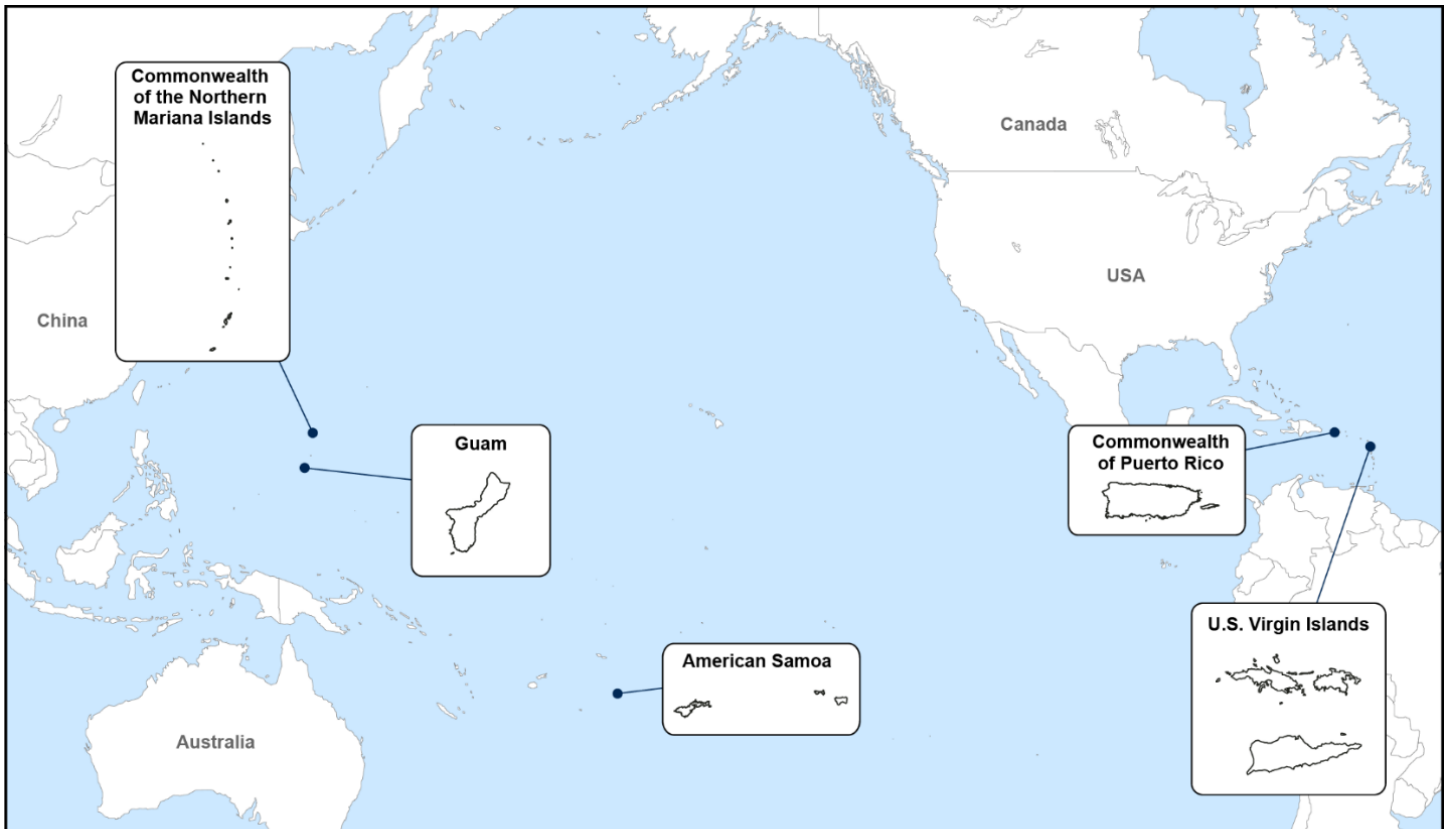 Commonwealth
of the Northern
Mariana Islands
Canada
USA
China
Guam
Commonwealth
of Puerto Rico
U.S. Virgin Islands
American Samoa
Australia